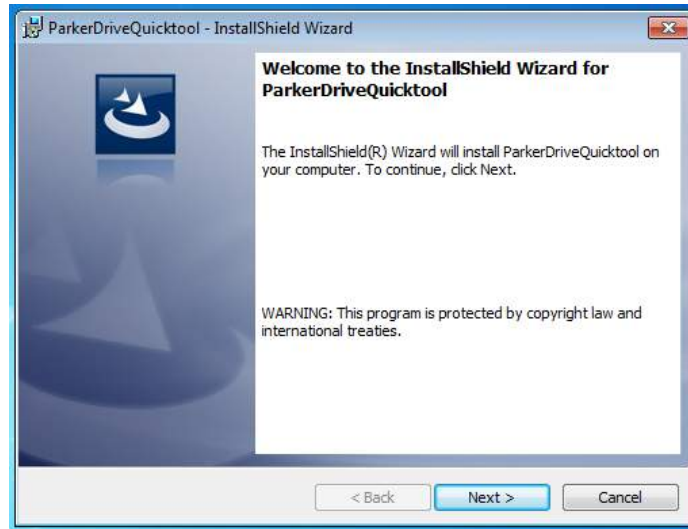 ParkerDriveQuicktool - InstallShield Wizard
Welcome to the InstallShield Wizard for
ParkerDriveQuicktool
The InstallShield(R) Wizard will install ParkerDriveQuicktool on
your computer. To continue, click Next.
WARNING: This program is protected by copyright law and
international treaties.
< Back
Next >
Cancel